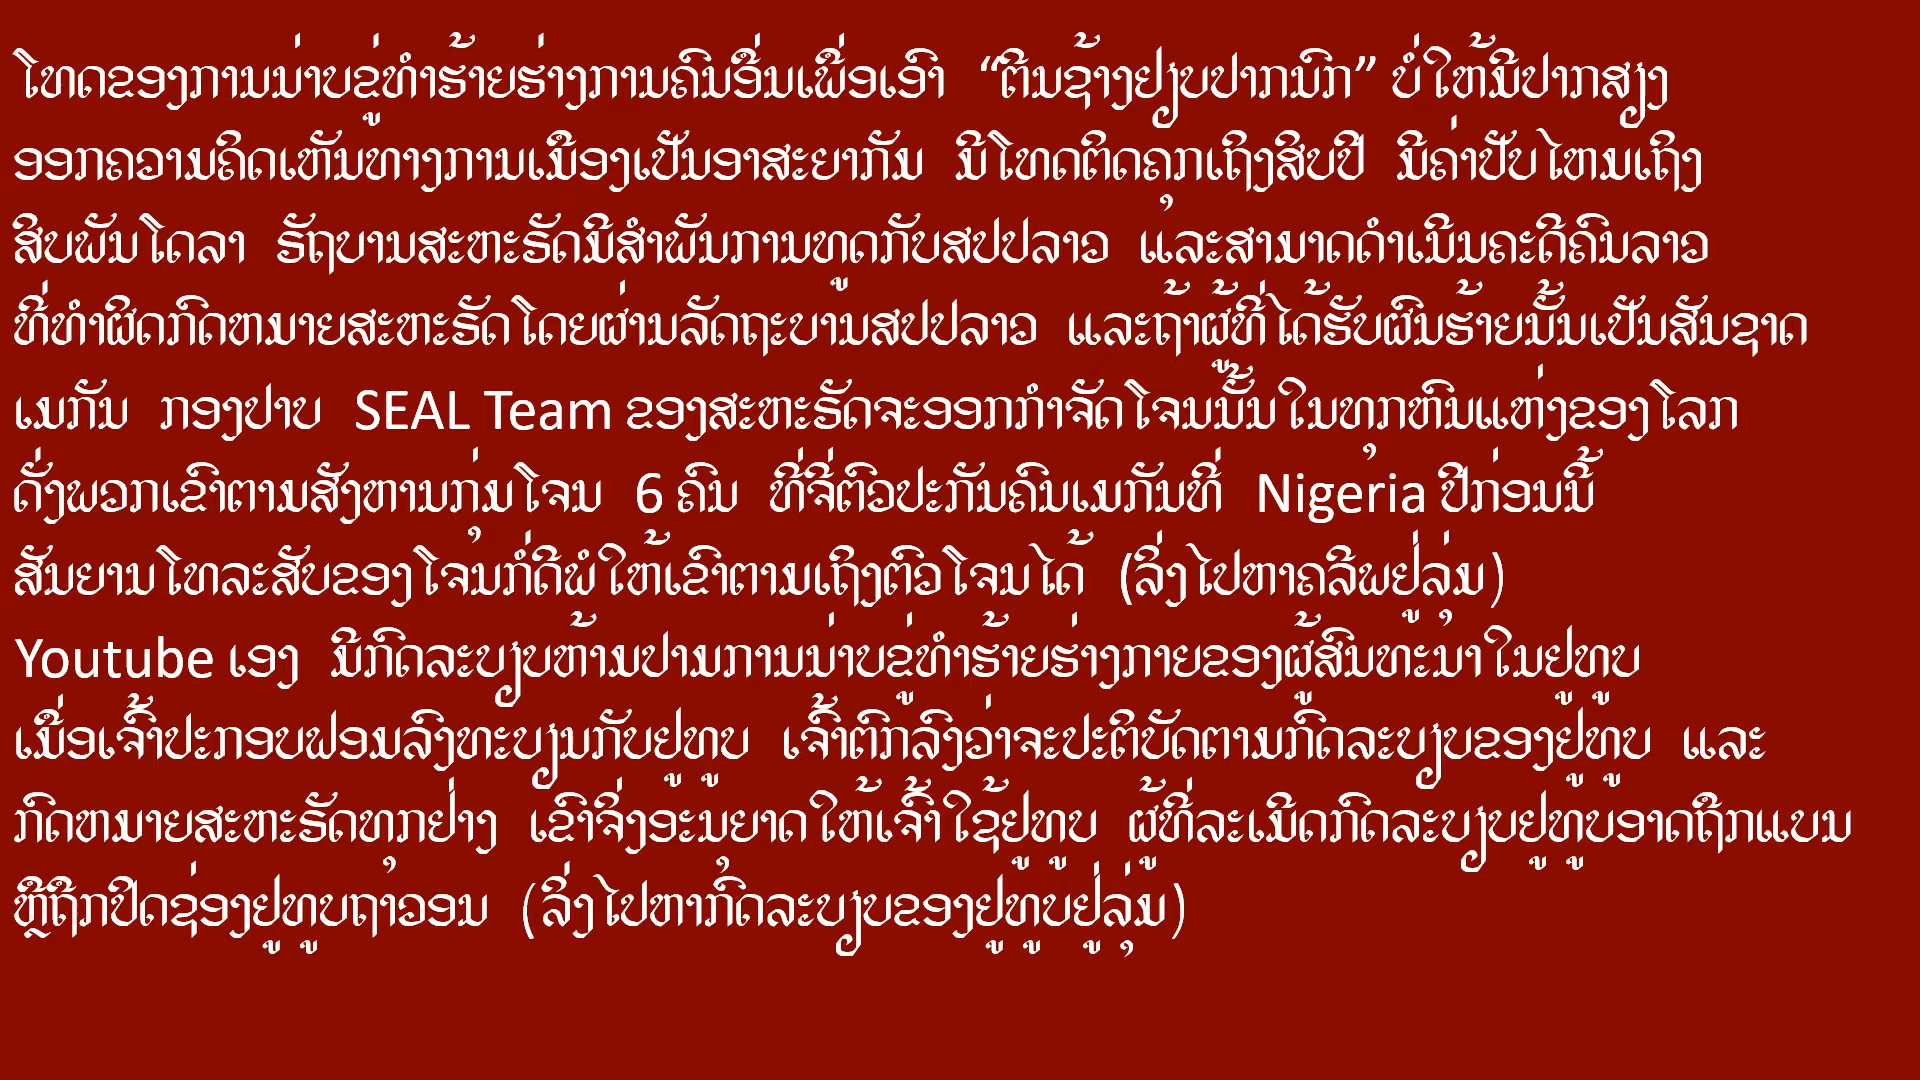 ໂທດຂອງການນ່າບຂູ່ທຳຮ້າຍຮ່າງການຄົນອື່ນເພື່ອເອົາ “ຕີນຊ້າງຢຽບປາກນົກ” ບໍ່ໃຫ້ມີປາກສຽງ
ອອກຄວາມຄິດເຫັນທາງການເມືອງເປັນອາສະຍາກັມ ມີໂທດຕິດຄຸກເຖິງສິບປີ ມີຄ່າປັບໄຫມເຖິງ
ສິບພັນໂດລາ ຣັຖບານສະຫະຣັດມີສຳພັນການທູດກັບສປປລາວ ແລະສາມາດດຳເນີນຄະດີຄົນລາວ
ທີ່ທຳຜິດກົດຫມາຍສະຫະຣັດໂດຍຜ່ານລັດຖະບານສປປລາວ ແລະຖ້າຜູ້ທີ່ໄດ້ຮັບຜົນຮ້າຍນັ້ນເປັນສັນຊາດ
ເມກັນ ກອງປາບ SEAL Team ຂອງສະຫະຣັດຈະອອກກຳຈັດໂຈນນັ້ນໃນທຸກຫົນແຫ່ງຂອງໂລກ
ດັ່ງພວກເຂົາຕາມສັງຫານກຸ່ມໂຈນ 6 ຄົນ ທີ່ຈີ່ຕົວປະກັນຄົນເມກັນທີ່ Nigeria ປີກ່ອນນີ້
ສັນຍານໂທລະສັບຂອງໂຈນກໍ່ດີພໍໃຫ້ເຂົາຕາມເຖິງຕົວໂຈນໄດ້ (ລິ່ງໄປຫາຄລີພຢູ່ລຸ່ມ)
Youtube ເອງ ມີກົດລະບຽບຫ້າມປາມການນ່າບຂູ່ທຳຮ້າຍຮ່າງກາຍຂອງຜູ້ສົນທະນາໃນຢູທູບ
ເມື່ອເຈົ້າປະກອບຟອມລົງທະບຽນກັບຢູທູບ ເຈົ້າຕົກລົງວ່າຈະປະຕິບັດຕາມກົດລະບຽບຂອງຢູທູບ ແລະ
ກົດຫມາຍສະຫະຣັດທຸກຢ່າງ ເຂົາຈຶ່ງອະນຸຍາດໃຫ້ເຈົ້າໃຊ້ຢູທູບ ຜູ້ທີ່ລະເມີດກົດລະບຽບຢູທູບອາດຖືກແບນ
ຫຼືຖືກປິດຊ່ອງຢູທູບຖາວອນ (ລິ່ງໄປຫາກົດລະບຽບຂອງຢູທູບຢູ່ລຸ່ມ)